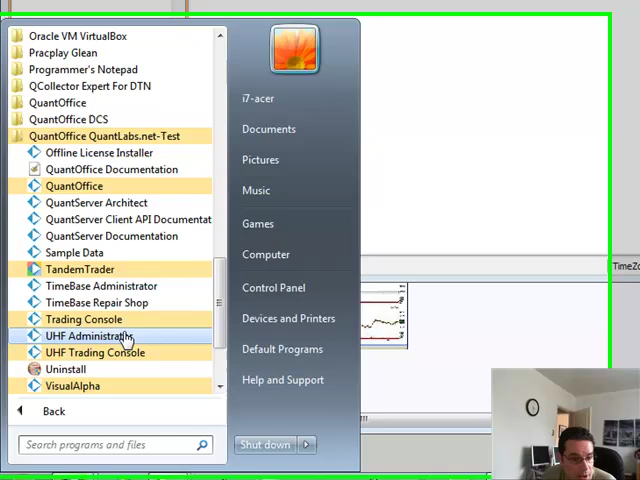 Oracle VM VirtualBox
Pracplay Glean
Programmer's Notepad
QCollector Expert For DTN
QuantOffice
QuantOffice DCS
QuantOffice QuantLabs.net-Test
Offline License Installer
QuantOffice Documentation
QuantOffice
QuantServer Architect
QuantServer Client API Documentat
QuantServer Documentation
Sample Data
TandemTrader
TimeBase Administrator
TimeBase Repair Shop
Trading Console
UHF Administrator
UHF Trading Console
Uninstall
VisualAlpha
Back
Search programs and files
i7-acer
Documents
Pictures
Music
Games
Computer
Control Panel
Devices and Printers
Default Programs
Help and Support
Shut down
TimeZo